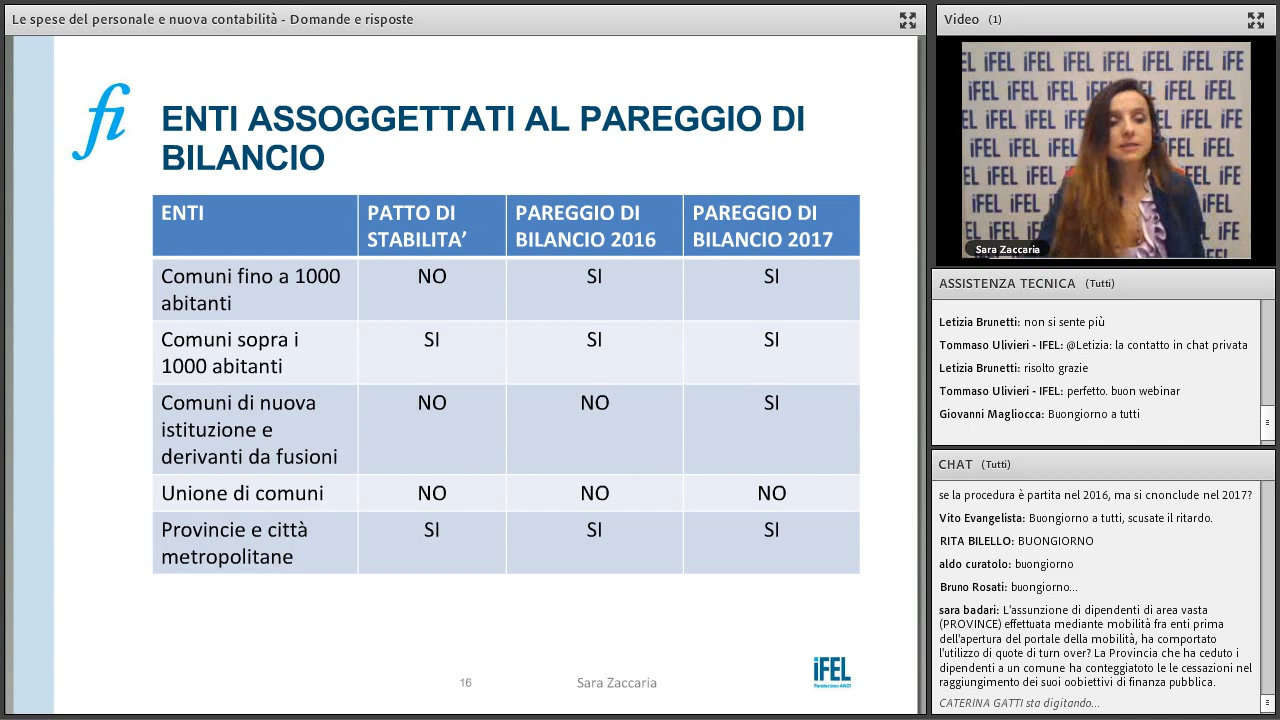 Le spese del personale e nuova contabilità - Domande e risposte
fi
ENTI ASSOGGETTATI AL PAREGGIO DI
BILANCIO
ENTI
PATTO DI
STABILITA'
PAREGGIO DI
BILANCIO 2016
PAREGGIO DI
BILANCIO 2017
Comuni fino a 1000
abitanti
NO
SI
SI
Comuni sopra i
1000 abitanti
SI
SI
SI
Comuni di nuova
istituzione e
derivanti da fusioni
NO
NO
SI
Unione di comuni
NO
NO
NO
Provincie e città
metropolitane
SI
SI
SI
16
Sara Zaccaria
iFEL
Fondazione ANCI
Video (1)
iFEL iFEL iFEL iFEL
Sara Zaccaria
ASSISTENZA TECNICA (Tutti)
Letizia Brunetti: non si sente più
Tommaso Ulivieri - IFEL: @Letizia: la contatto in chat privata
Letizia Brunetti: risolto grazie
Tommaso Ulivieri - IFEL: perfetto. buon webinar
Giovanni Magliocca: Buongiorno a tutti
CHAT (Tutti)
se la procedura è partita nel 2016, ma si cnonclude nel 2017?
Vito Evangelista: Buongiorno a tutti, scusate il ritardo.
RITA BILELLO: BUONGIORNO
aldo curatolo: buongiorno
Bruno Rosati: buongiorno...
sara badari: L'assunzione di dipendenti di area vasta
(PROVINCE) effettuata mediante mobilità fra enti prima
dell'apertura del portale della mobilità, ha comportato
l'utilizzo di quote di turn over? La Provincia che ha ceduto i
dipendenti a un comune ha conteggiatoto le le cessazioni nel
raggiungimento dei suoi oobiettivi di finanza pubblica.
CATERINA GATTI sta digitando...